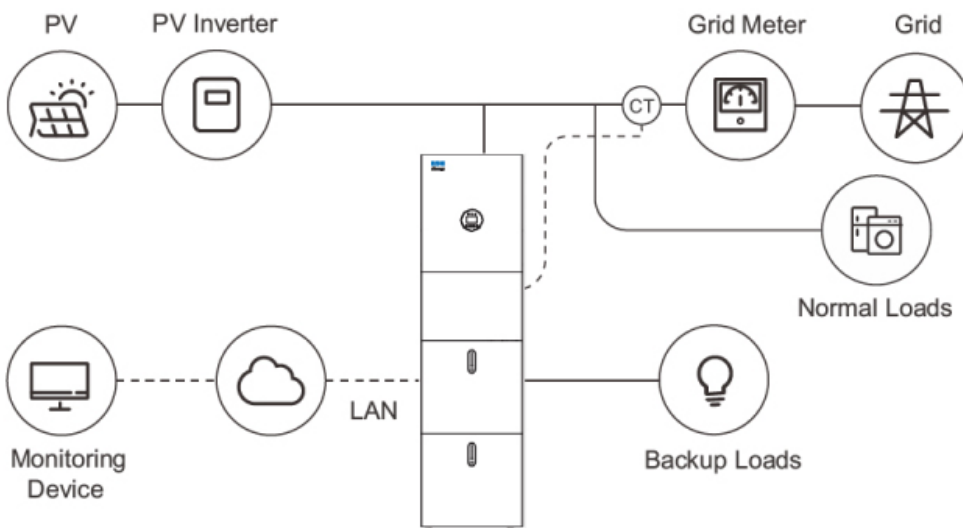 PV
PV Inverter
Grid Meter
Grid
CT
Normal Loads
LAN
Monitoring
Device
Backup Loads